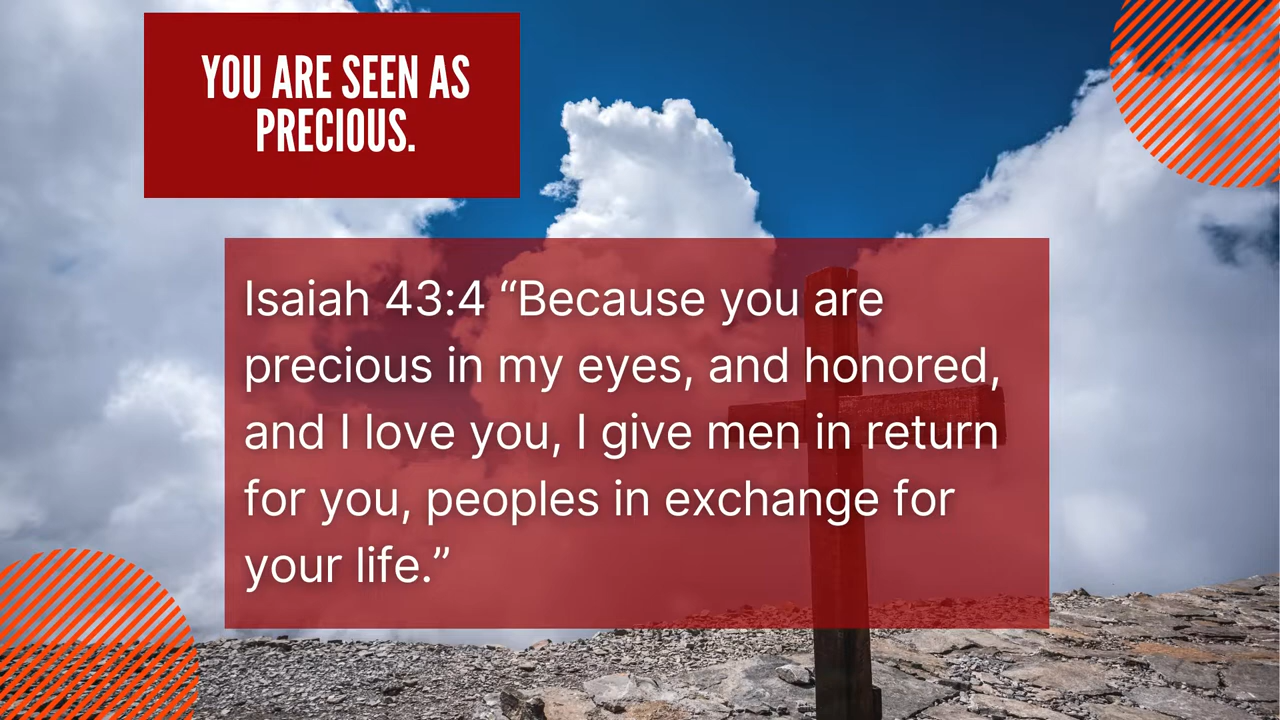 YOU ARE SEEN AS
PRECIOUS.
Isaiah 43:4 “Because you are
precious in my eyes, and honored,
and I love you, I give men in return
for you, peoples in exchange for
your life.”